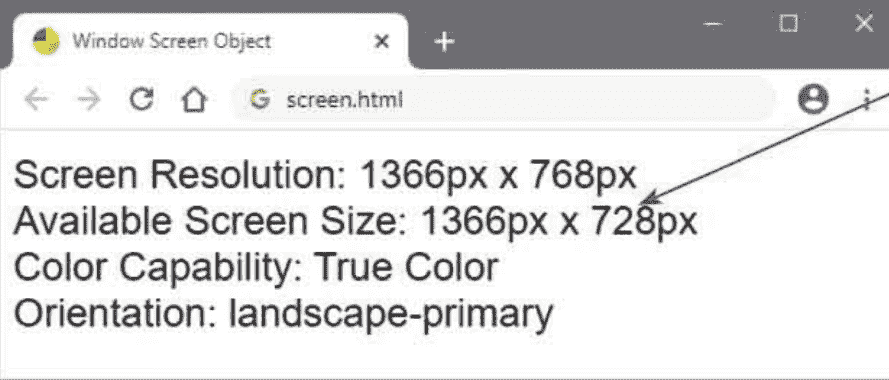 Window Screen Object
screen.html
Screen Resolution: 1366px x 768px
Available Screen Size: 1366px x 728px
Color Capability: True Color
Orientation: landscape-primary